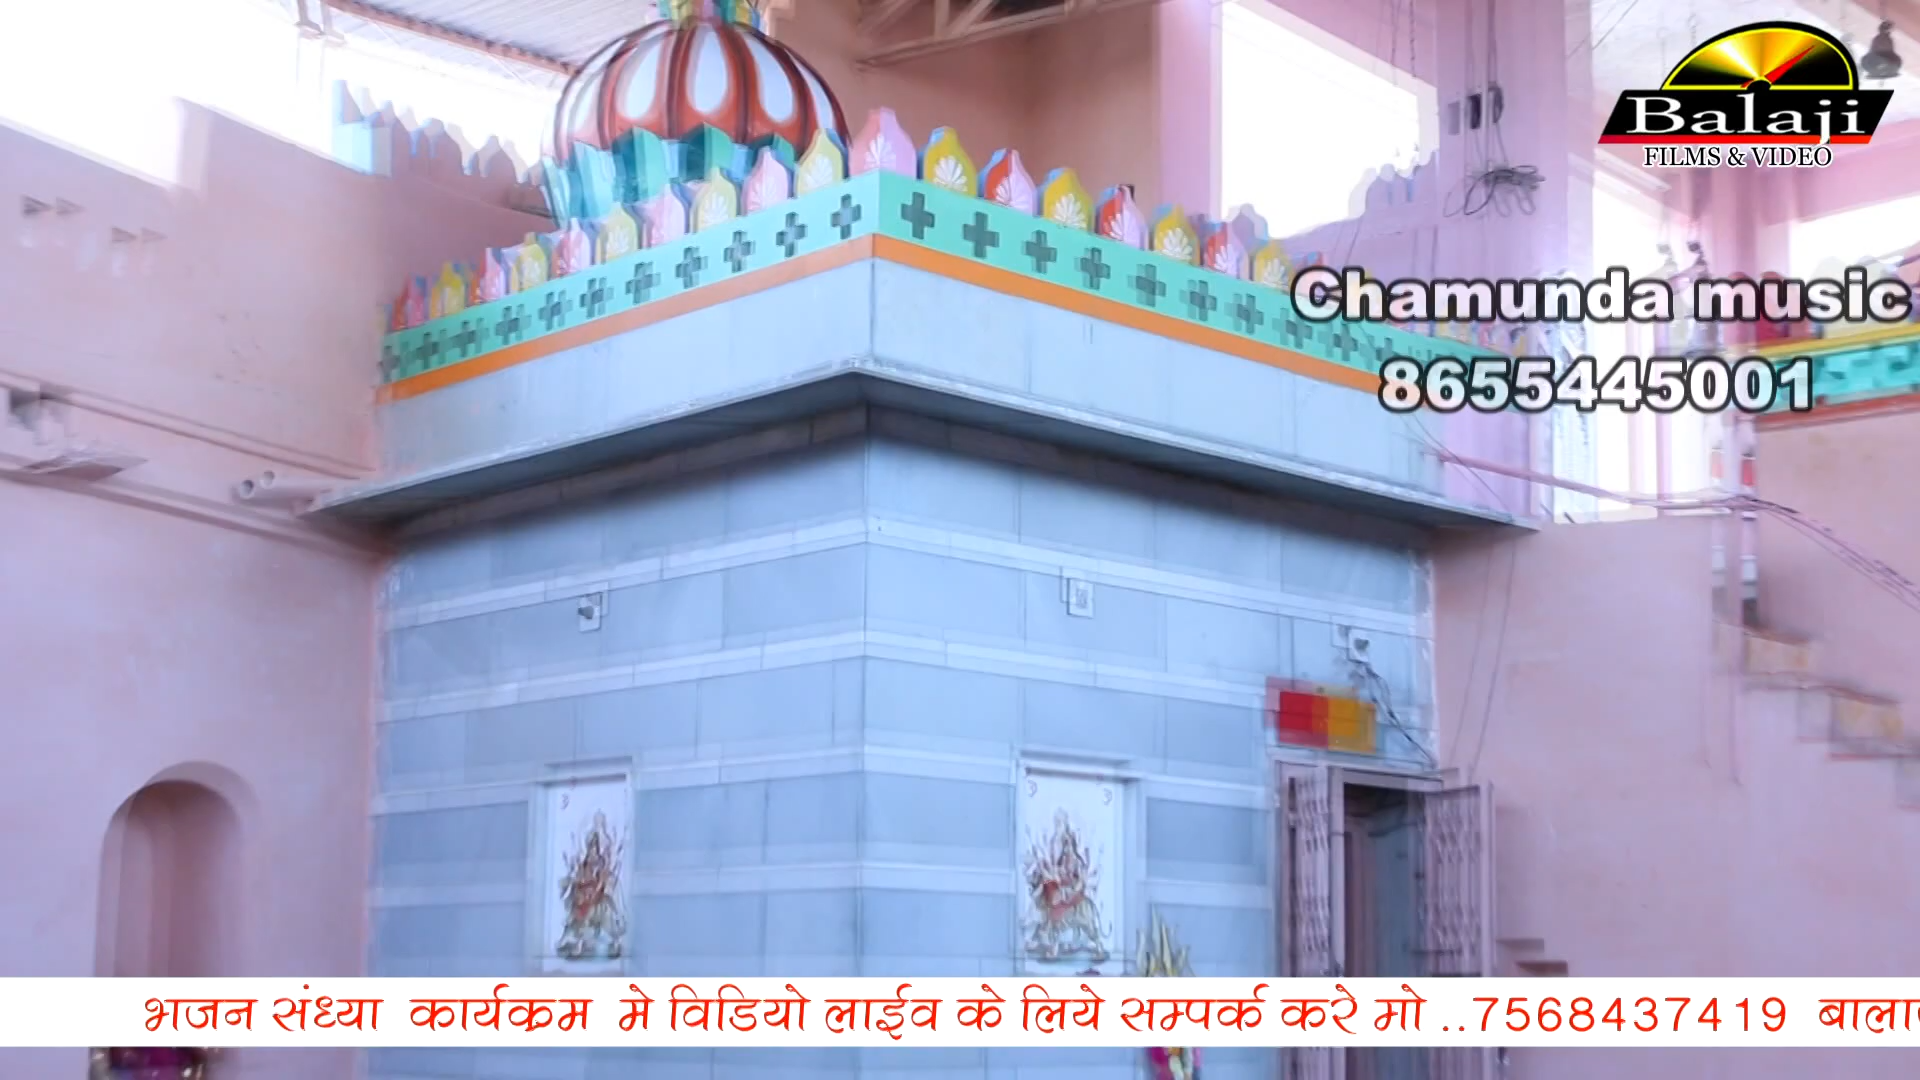 Balaji
FILMS & VIDEO
Chamunda music
8655445001
भजन संध्या कार्यक्रम मे विडियो लाईव के लिये सम्पर्क करे मो ..7568437419